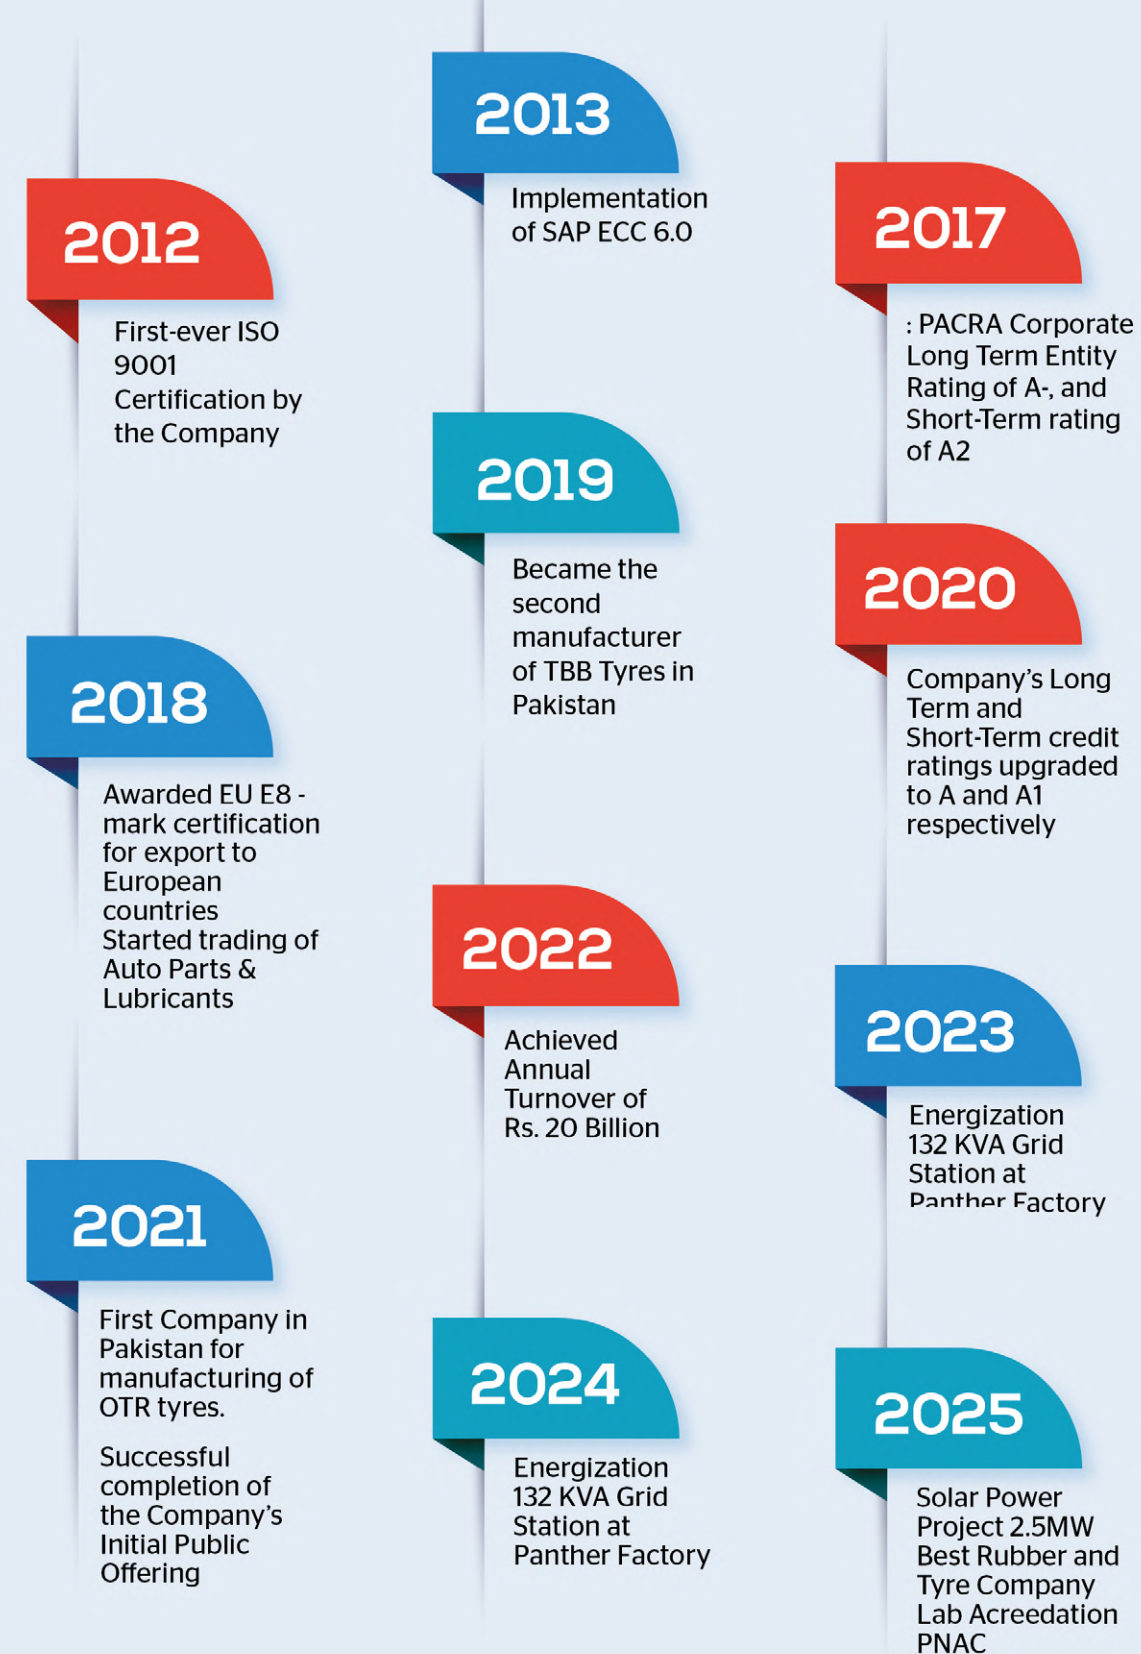 2012
First-ever ISO
9001
Certification by
the Company
2013
Implementation
of SAP ECC 6.0
2017
: PACRA Corporate
Long Term Entity
Rating of A-, and
Short-Term rating
of A2
2018
Awarded EU E8 -
mark certification
for export to
European
countries
Started trading of
Auto Parts &
Lubricants
2019
Became the
second
manufacturer
of TBB Tyres in
Pakistan
2020
Company’s Long
Term and
Short-Term credit
ratings upgraded
to A and A1
respectively
2021
First Company in
Pakistan for
manufacturing of
OTR tyres.
Successful
completion of
the Company’s
Initial Public
Offering
2022
Achieved
Annual
Turnover of
Rs. 20 Billion
2023
Energization
132 KVA Grid
Station at
Panther Factory
2024
Energization
132 KVA Grid
Station at
Panther Factory
2025
Solar Power
Project 2.5MW
Best Rubber and
Tyre Company
Lab Acreedation
PNAC